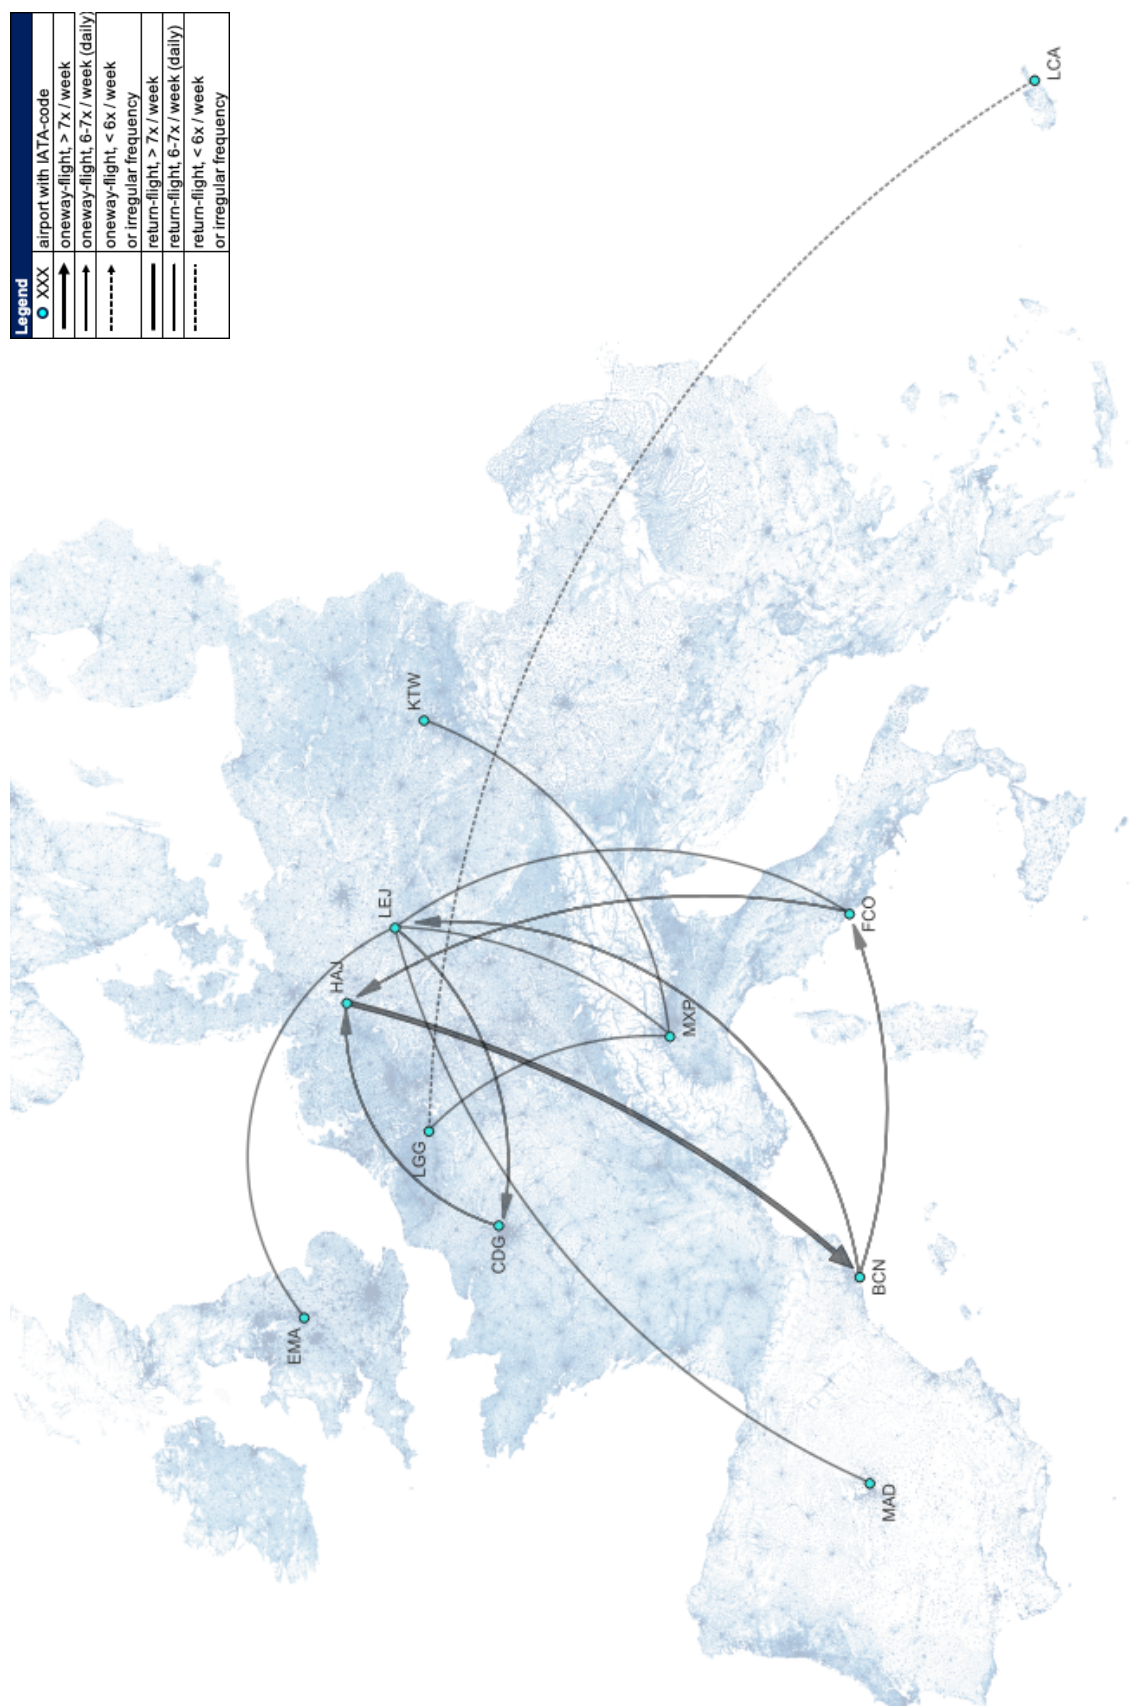 Legend
XXX airport with IATA-code
oneway-flight, > 7x / week
oneway-flight, 6-7x / week (daily)
oneway-flight, < 6x / week
or irregular frequency
return-flight, > 7x / week
return-flight, 6-7x / week (daily)
return-flight, < 6x / week
or irregular frequency
EMA
HAJ
LEJ
KTW
LGG
CDG
MXP
LCA
FCO
BCN
MAD